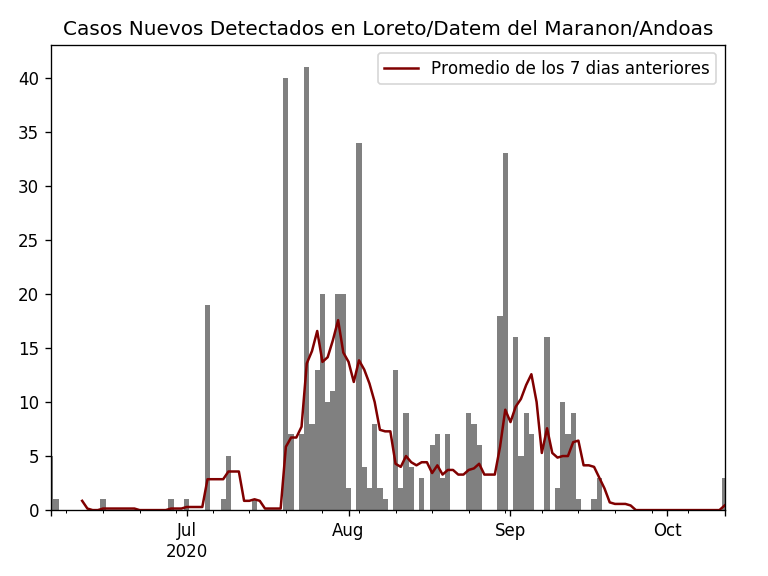 Casos Nuevos Detectados en Loreto/Datem del Maranon/Andoas
Promedio de los 7 dias anteriores
40
35
30
25
20
15
10
5
0
Jul
2020
Aug
Sep
Oct